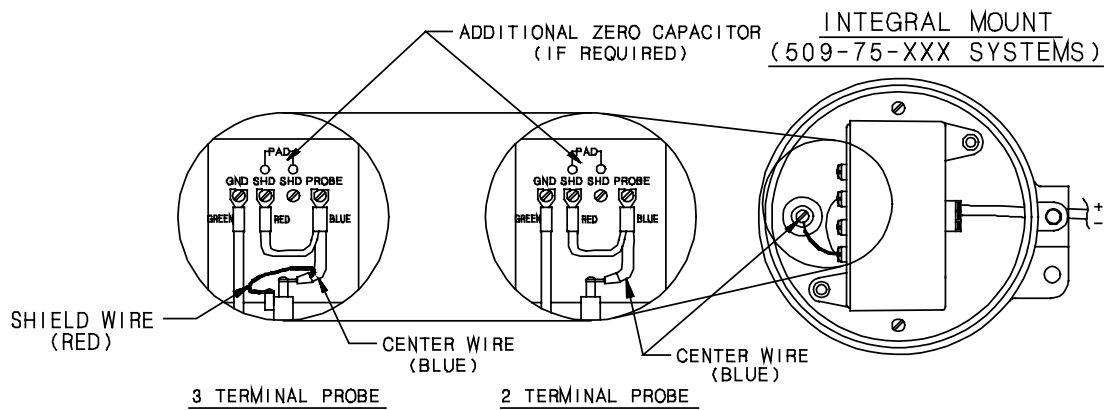 INTEGRAL MOUNT
(509-75-XXX SYSTEMS)
ADDITIONAL ZERO CAPACITOR
(IF REQUIRED)
PAD
GND SHD SHD PROBE
GREEN RED BLUE
PAD
GND SHD SHD PROBE
GREEN RED BLUE
+
-
SHIELD WIRE
(RED)
CENTER WIRE
(BLUE)
CENTER WIRE
(BLUE)
3 TERMINAL PROBE
2 TERMINAL PROBE